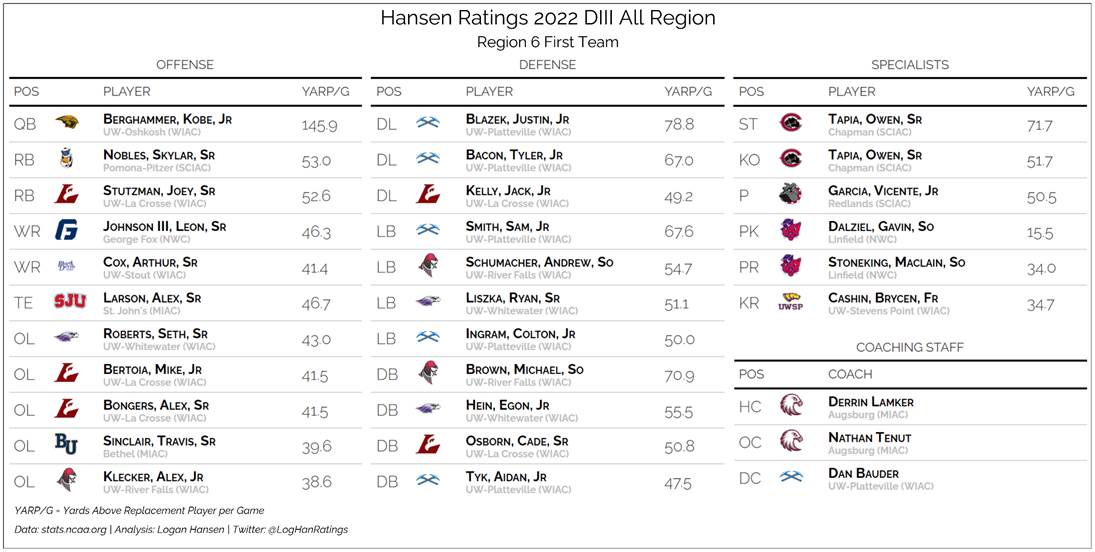 Hansen Ratings 2022 DIII All Region
Region 6 First Team
OFFENSE
POS PLAYER YARP/G
QB BERGHAMMER, KOBE, JR 145.9
UW-Oshkosh (WIAC)
RB NOBLES, SKYLAR, SR 53.0
Pomona-Pitzer (SCIAC)
RB STUTZMAN, JOEY, SR 52.6
UW-La Crosse (WIAC)
WR JOHNSON III, LEON, SR 46.3
George Fox (NWC)
WR COX, ARTHUR, SR 41.4
UW-Stout (WIAC)
TE SJU LARSON, ALEX, SR 46.7
St. John's (MIAC)
OL ROBERTS, SETH, SR 43.0
UW-Whitewater (WIAC)
OL BERTOIA, MIKE, JR 41.5
UW-La Crosse (WIAC)
OL BONGERS, ALEX, SR 41.5
UW-La Crosse (WIAC)
OL BU SINCLAIR, TRAVIS, SR 39.6
Bethel (MIAC)
OL KLECKER, ALEX, JR 38.6
UW-River Falls (WIAC)
DEFENSE
POS PLAYER YARP/G
DL BLAZEK, JUSTIN, JR 78.8
UW-Platteville (WIAC)
DL BACON, TYLER, JR 67.0
UW-Platteville (WIAC)
DL KELLY, JACK, JR 49.2
UW-La Crosse (WIAC)
LB SMITH, SAM, JR 67.6
UW-Platteville (WIAC)
LB SCHUMACHER, ANDREW, SO 54.7
UW-River Falls (WIAC)
LB LISZKA, RYAN, SR 51.1
UW-Whitewater (WIAC)
LB INGRAM, COLTON, JR 50.0
UW-Platteville (WIAC)
DB BROWN, MICHAEL, SO 70.9
UW-River Falls (WIAC)
DB HEIN, EGON, JR 55.5
UW-Whitewater (WIAC)
DB OSBORN, CADE, SR 50.8
UW-La Crosse (WIAC)
DB TYK, AIDAN, JR 47.5
UW-Platteville (WIAC)
SPECIALISTS
POS PLAYER YARP/G
ST TAPIA, OWEN, SR 71.7
Chapman (SCIAC)
KO TAPIA, OWEN, SR 51.7
Chapman (SCIAC)
P GARCIA, VICENTE, JR 50.5
Redlands (SCIAC)
PK DALZIEL, GAVIN, SO 15.5
Linfield (NWC)
PR STONEKING, MACLAIN, SO 34.0
Linfield (NWC)
KR UWSP CASHIN, BRYCEN, FR 34.7
UW-Stevens Point (WIAC)
COACHING STAFF
POS COACH
HC DERRIN LAMKER
Augsburg (MIAC)
OC NATHAN TENUT
Augsburg (MIAC)
DC DAN BAUDER
UW-Platteville (WIAC)
YARP/G = Yards Above Replacement Player per Game
Data: stats.ncaa.org | Analysis: Logan Hansen | Twitter: @LogHanRatings